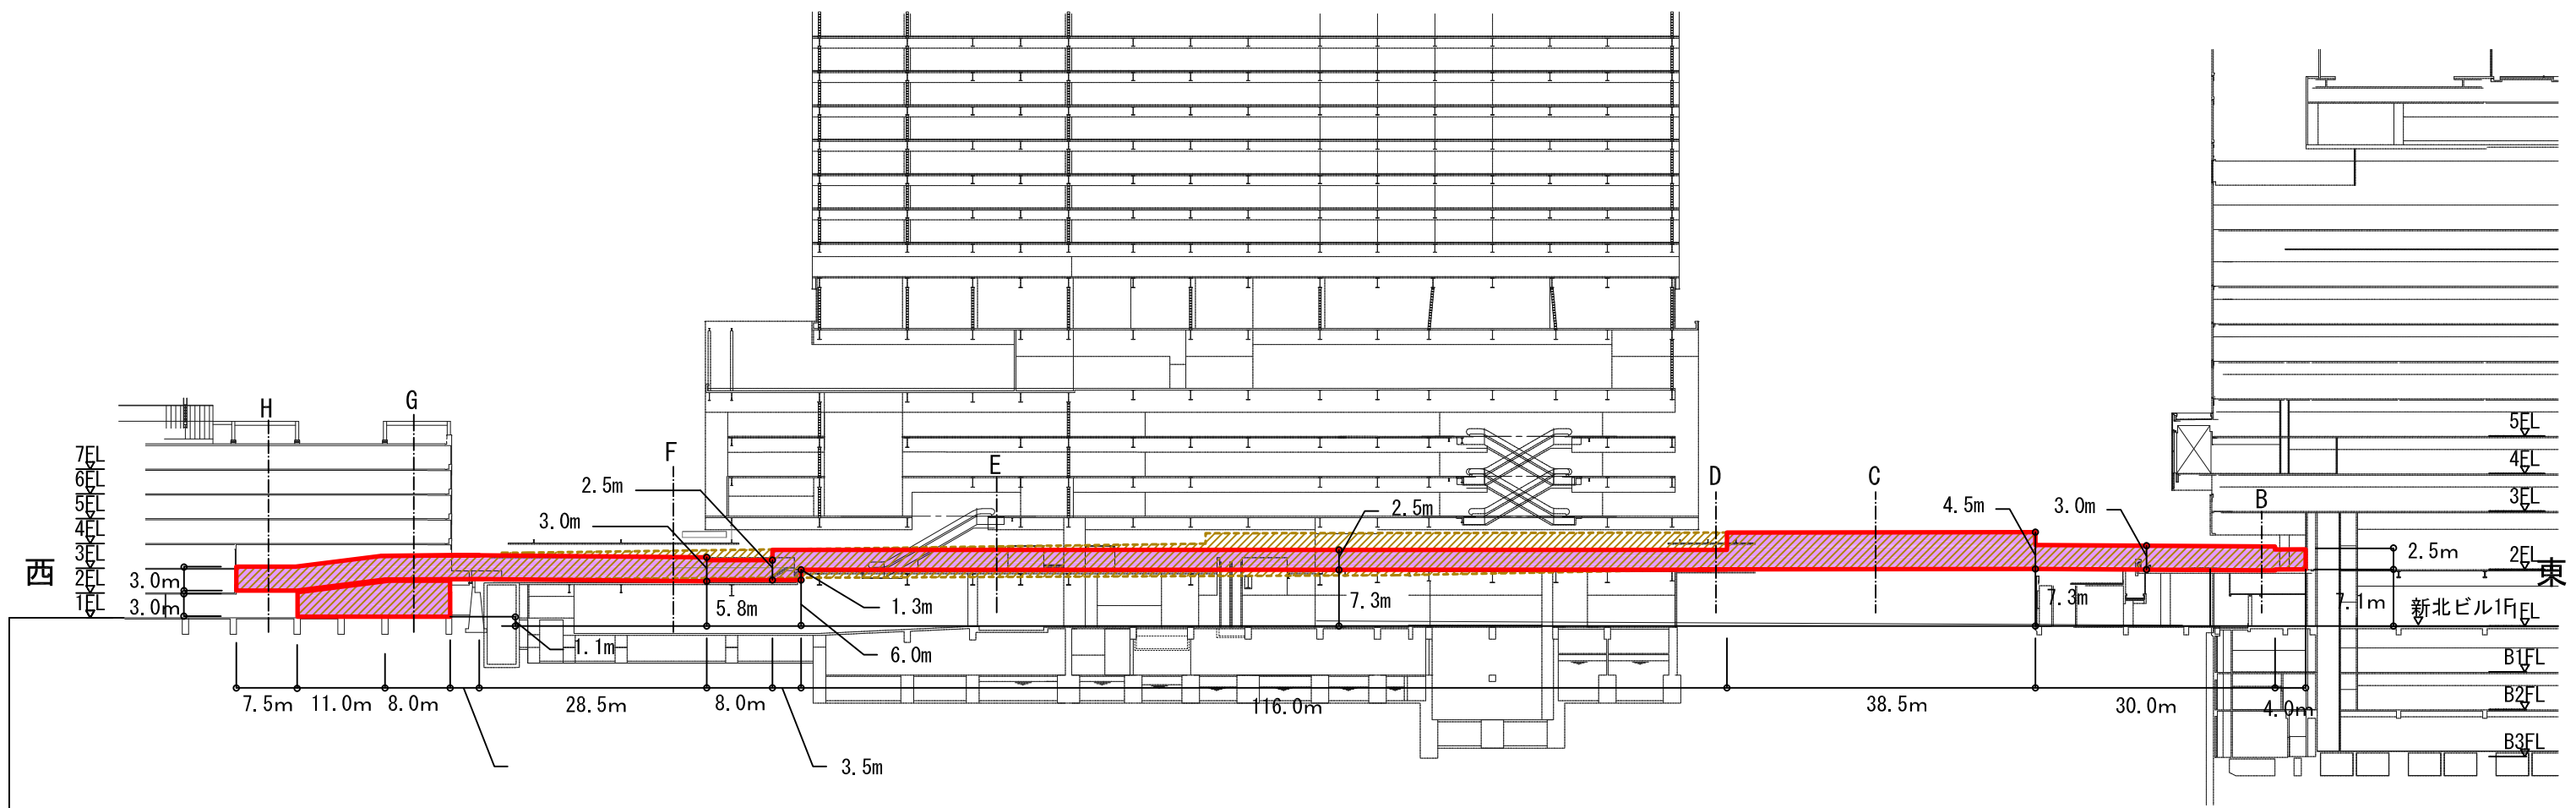 H
G
F
E
D
C
B
7FL
6FL
5FL
4FL
3FL
2FL
1FL
西
3.0m
3.0m
2.5m
3.0m
5.8m
1.3m
6.0m
1.1m
2.5m
7.3m
4.5m
3.0m
7.3m
2.5m
7.1m
5FL
4FL
3FL
2FL
東
新北ビル1F
1FL
B1FL
B2FL
B3FL
7.5m
11.0m
8.0m
28.5m
8.0m
3.5m
116.0m
38.5m
30.0m
4.0m